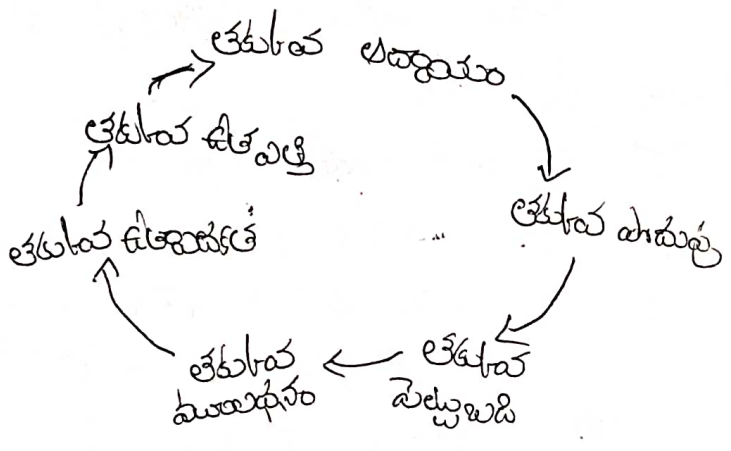 తక్కువ ఆదాయం
తక్కువ పొదుపు
తక్కువ
పెట్టుబడి
తక్కువ
మూలధనం
తక్కువ ఉత్పాదకత
తక్కువ ఉత్పత్తి